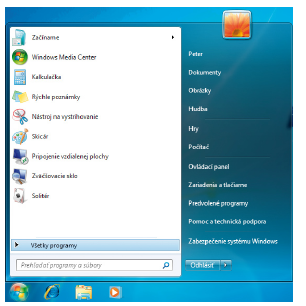 Začíname
Windows Media Center
Kalkulačka
Rýchle poznámky
Nástroj na vystrihovanie
Skicár
Pripojenie vzdialenej plochy
Zväčšovacie sklo
Solitér
Všetky programy
Prehľadať programy a súbory
Peter
Dokumenty
Obrázky
Hudba
Hry
Počítač
Ovládací panel
Zariadenia a tlačiarne
Predvolené programy
Pomoc a technická podpora
Zabezpečenie systému Windows
Odhlásiť